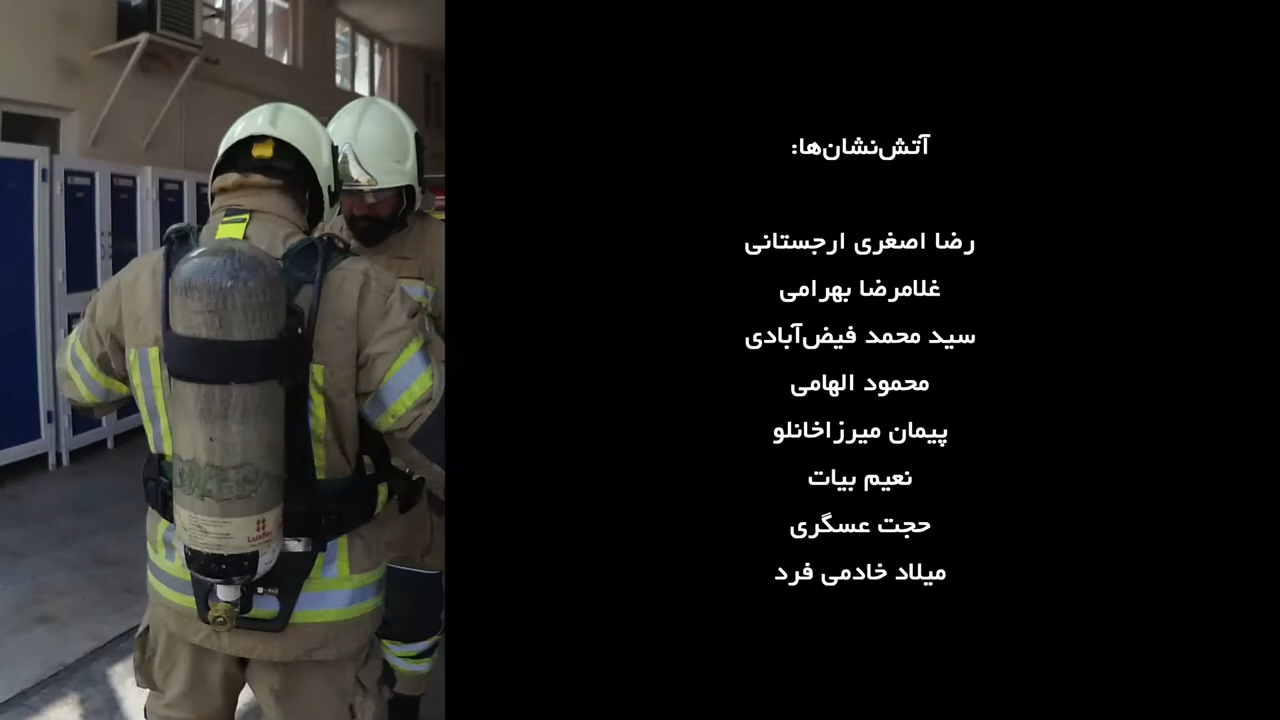 آتش‌نشان‌ها:
رضا اصغری ارجستانی
غلامرضا بهرامی
سید محمد فیض‌آبادی
محمود الهامی
پیمان میرزاخانلو
نعیم بیات
حجت عسگری
میلاد خادمی فرد
Luxfer